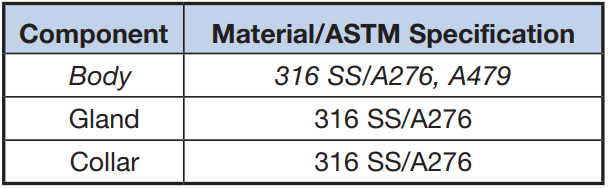 Component Material/ASTM Specification
Body 316 SS/A276, A479
Gland 316 SS/A276
Collar 316 SS/A276